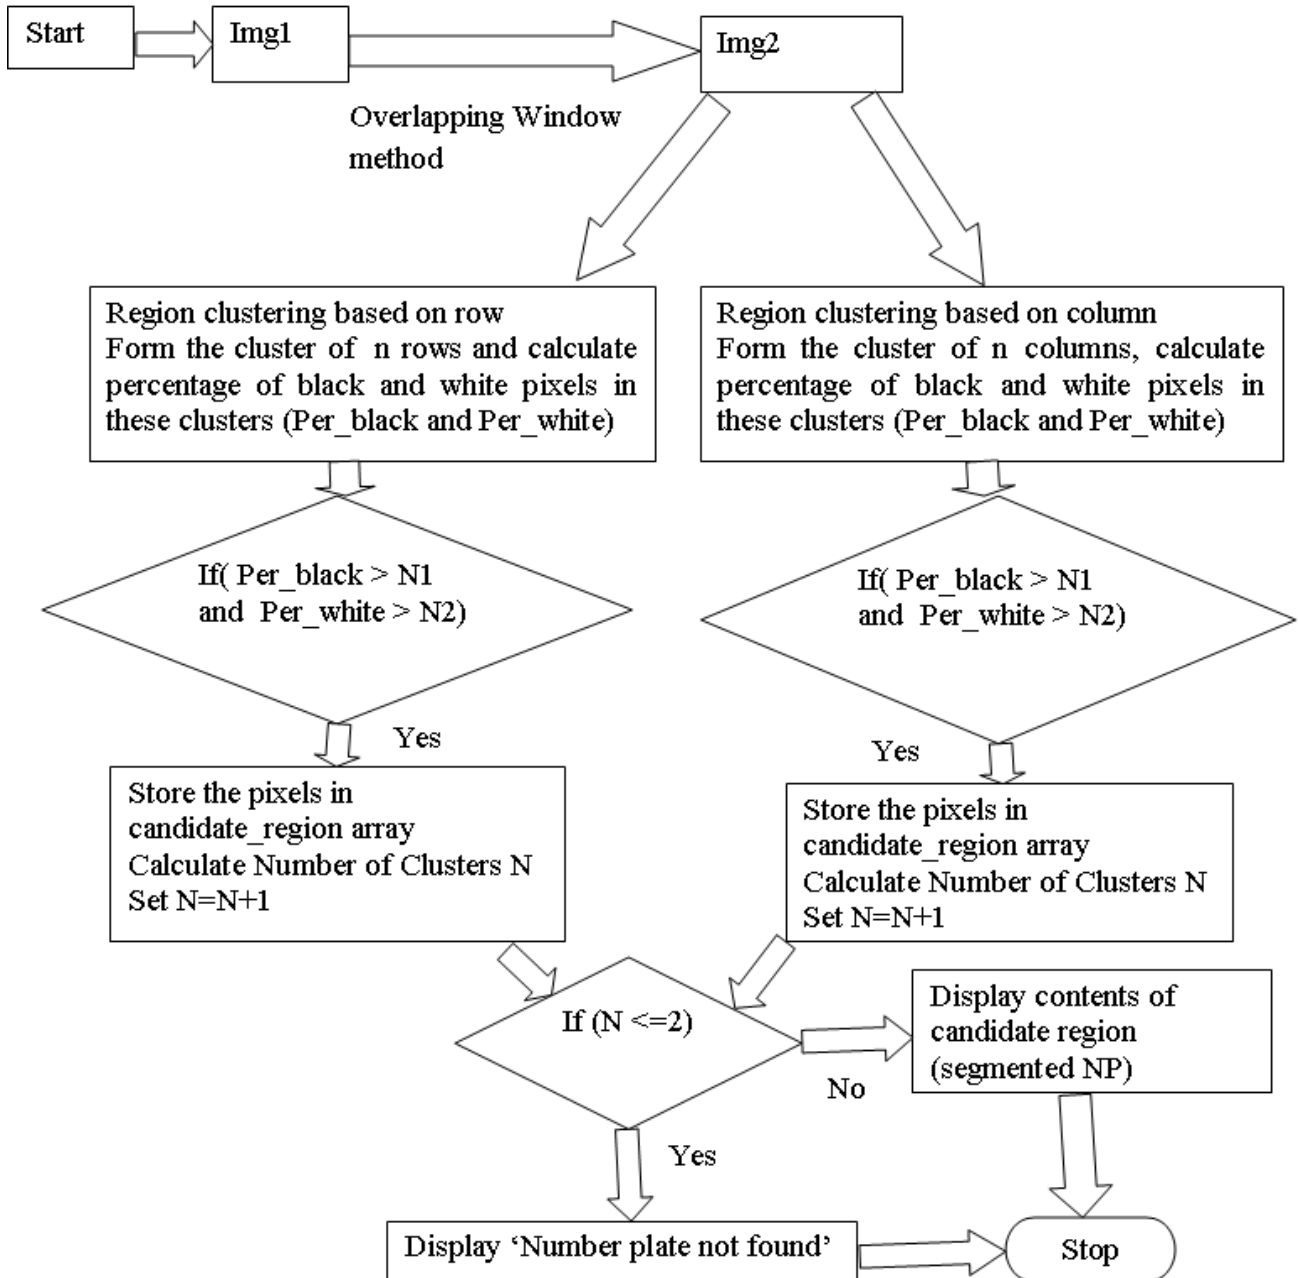 Start
Img1
Img2
Overlapping Window
method
Region clustering based on row
Form the cluster of n rows and calculate
percentage of black and white pixels in
these clusters (Per_black and Per_white)
Region clustering based on column
Form the cluster of n columns, calculate
percentage of black and white pixels in
these clusters (Per_black and Per_white)
If( Per_black > N1
and Per_white > N2)
If( Per_black > N1
and Per_white > N2)
Yes
Yes
Store the pixels in
candidate_region array
Calculate Number of Clusters N
Set N=N+1
Store the pixels in
candidate_region array
Calculate Number of Clusters N
Set N=N+1
If (N <=2)
No
Display contents of
candidate region
(segmented NP)
Yes
Display ‘Number plate not found’
Stop